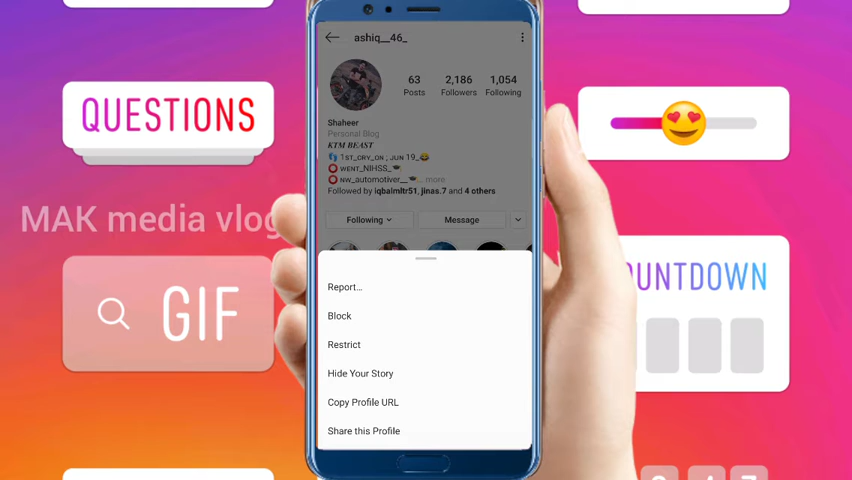 ashiq__46_
63
2,186
1,054
Posts
Followers
Following
Shaheer
Personal Blog
KTM BEAST
👣 1ST_CRY_ON ; JUN 19_😂
⭕ WENT_NIHSS_🎓
⭕ NW_AUTOMOTIVER_🎓... more
Followed by iqbalmltr51, jinas.7 and 4 others
Following
Message
Report...
Block
Restrict
Hide Your Story
Copy Profile URL
Share this Profile
QUESTIONS
MAK media vlog
GIF
OUNTDOWN